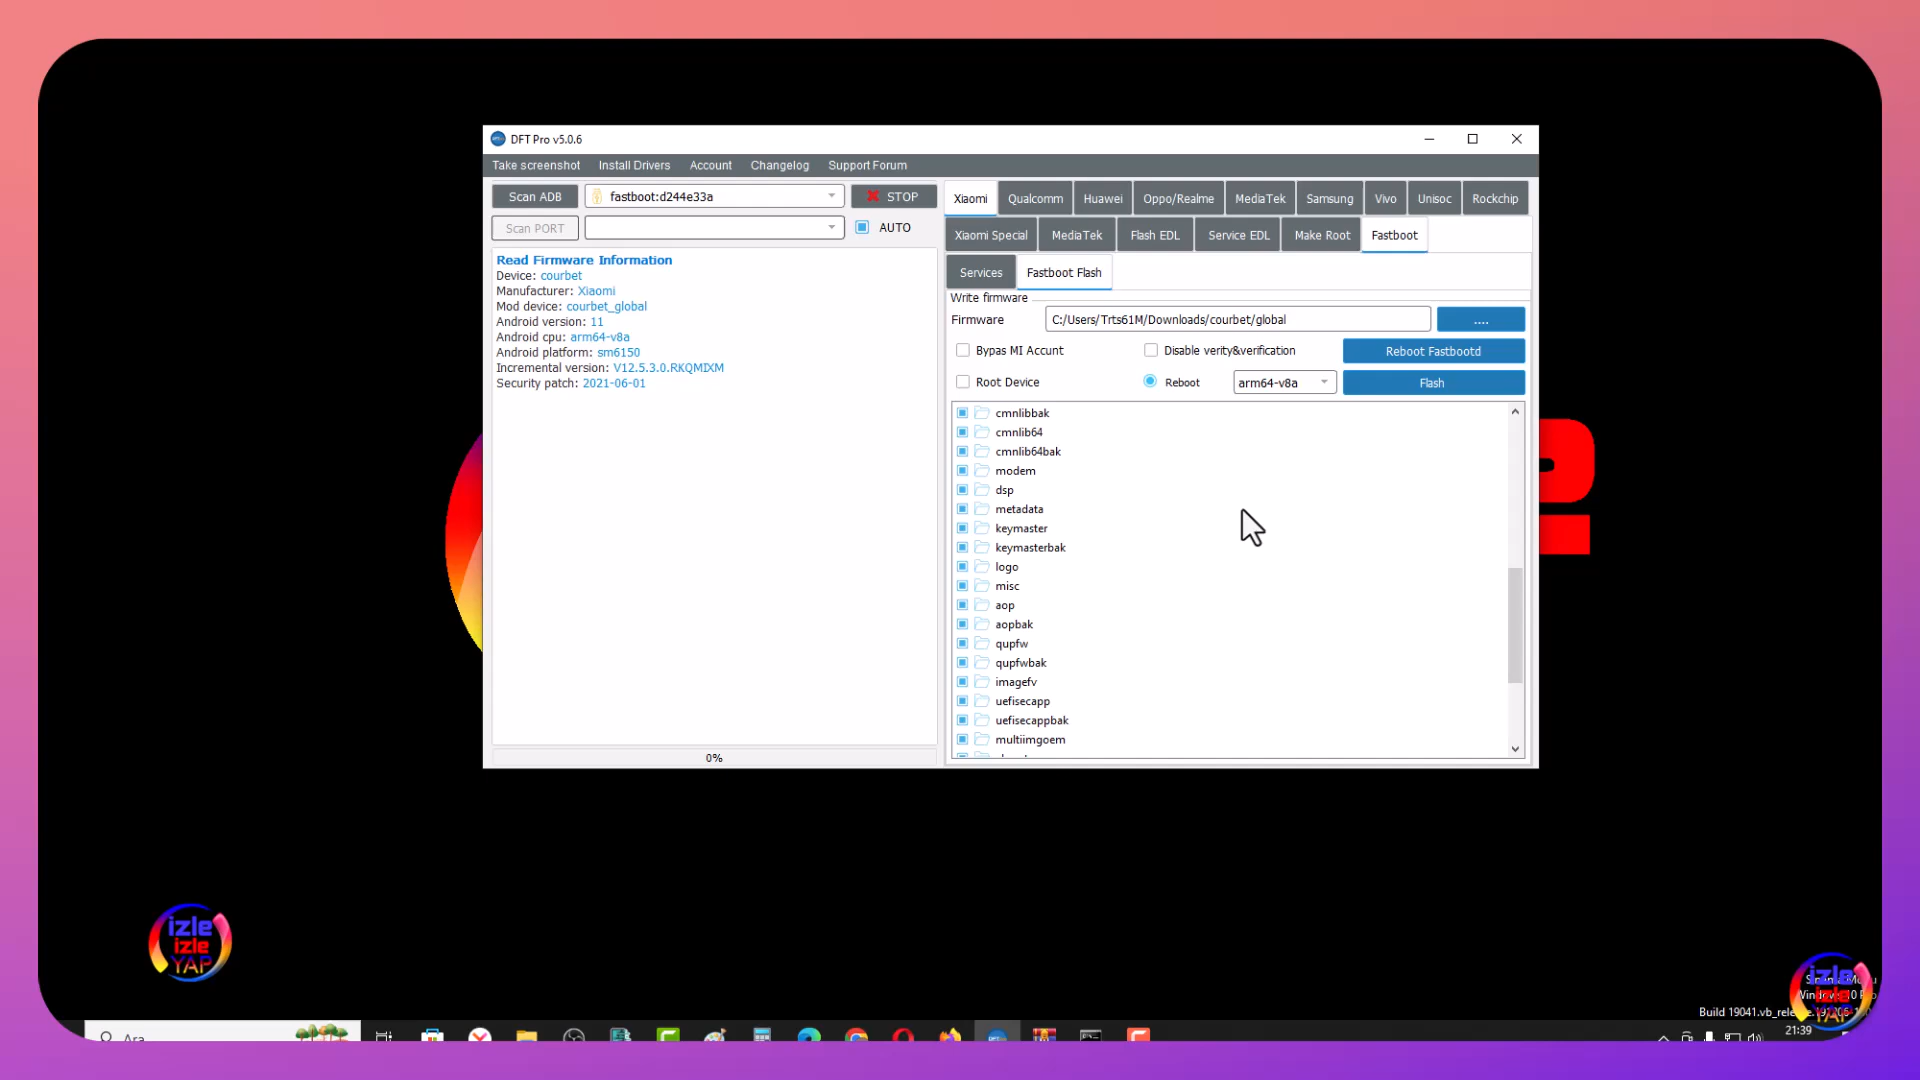 DFT Pro v5.0.6
Take screenshot Install Drivers Account Changelog Support Forum
Scan ADB fastboot:d244e33a STOP
Scan PORT AUTO
Read Firmware Information
Device: courbet
Manufacturer: Xiaomi
Mod device: courbet_global
Android version: 11
Android cpu: arm64-v8a
Android platform: sm6150
Incremental version: V12.5.3.0.RKQMIXM
Security patch: 2021-06-01
0%
Xiaomi Qualcomm Huawei Oppo/Realme MediaTek Samsung Vivo Unisoc Rockchip
Xiaomi Special MediaTek Flash EDL Service EDL Make Root Fastboot
Services Fastboot Flash
Write firmware
Firmware C:/Users/Trts61M/Downloads/courbet/global ....
Bypas MI Accunt Disable verity&verification Reboot Fastbootd
Root Device Reboot arm64-v8a Flash
cmnlibbak
cmnlib64
cmnlib64bak
modem
dsp
metadata
keymaster
keymasterbak
logo
misc
aop
aopbak
qupfw
qupfwbak
imagefv
uefisecapp
uefisecappbak
multiimgoem
izle
izle
YAP
izle
izle
YAP
Build 19041.vb_rele
Ara
21:39